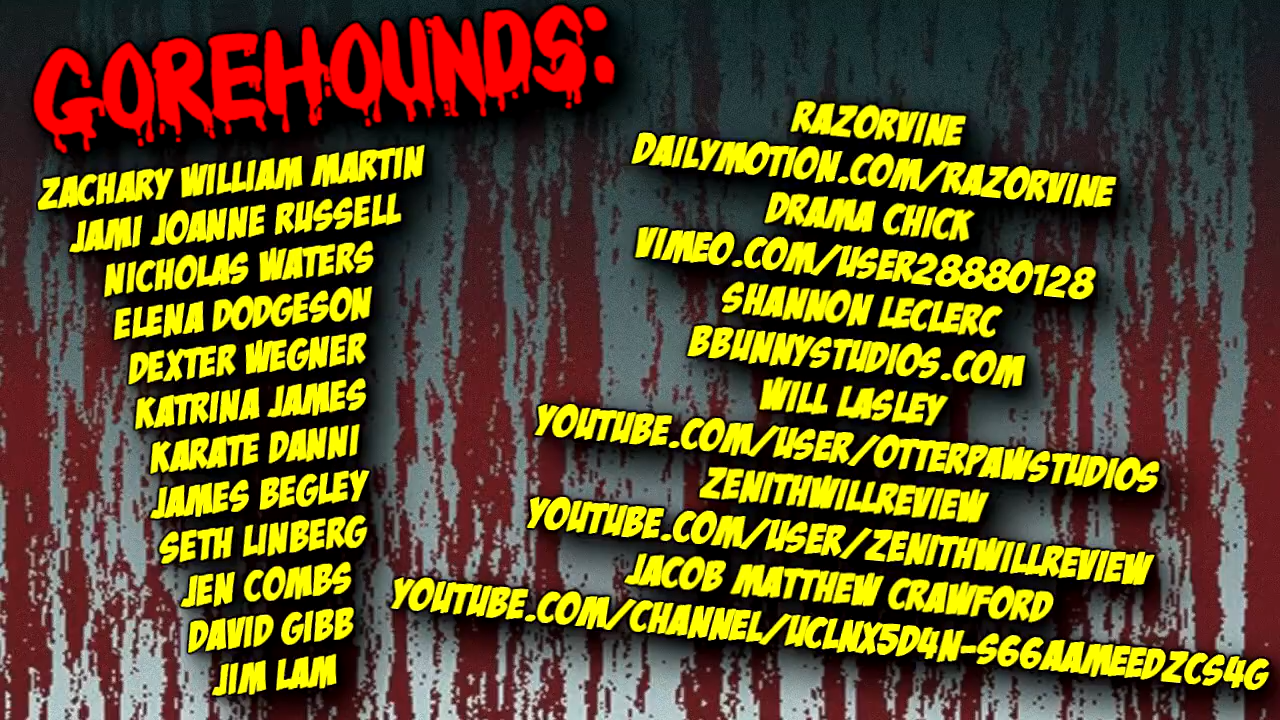 GOREHOUNDS:
ZACHARY WILLIAM MARTIN
JAMI JOANNE RUSSELL
NICHOLAS WATERS
ELENA DODGESON
DEXTER WEGNER
KATRINA JAMES
KARATE DANNI
JAMES BEGLEY
SETH LINBERG
JEN COMBS
DAVID GIBB
JIM LAM
RAZORVINE
DAILYMOTION.COM/RAZORVINE
DRAMA CHICK
VIMEO.COM/USER28880128
SHANNON LECLERC
BBUNNYSTUDIOS.COM
WILL LASLEY
YOUTUBE.COM/USER/OTTERPAWSTUDIOS
ZENITHWILLREVIEW
YOUTUBE.COM/USER/ZENITHWILLREVIEW
JACOB MATTHEW CRAWFORD
YOUTUBE.COM/CHANNEL/UCLNX5D4N-S66AAMEEDZCS4G